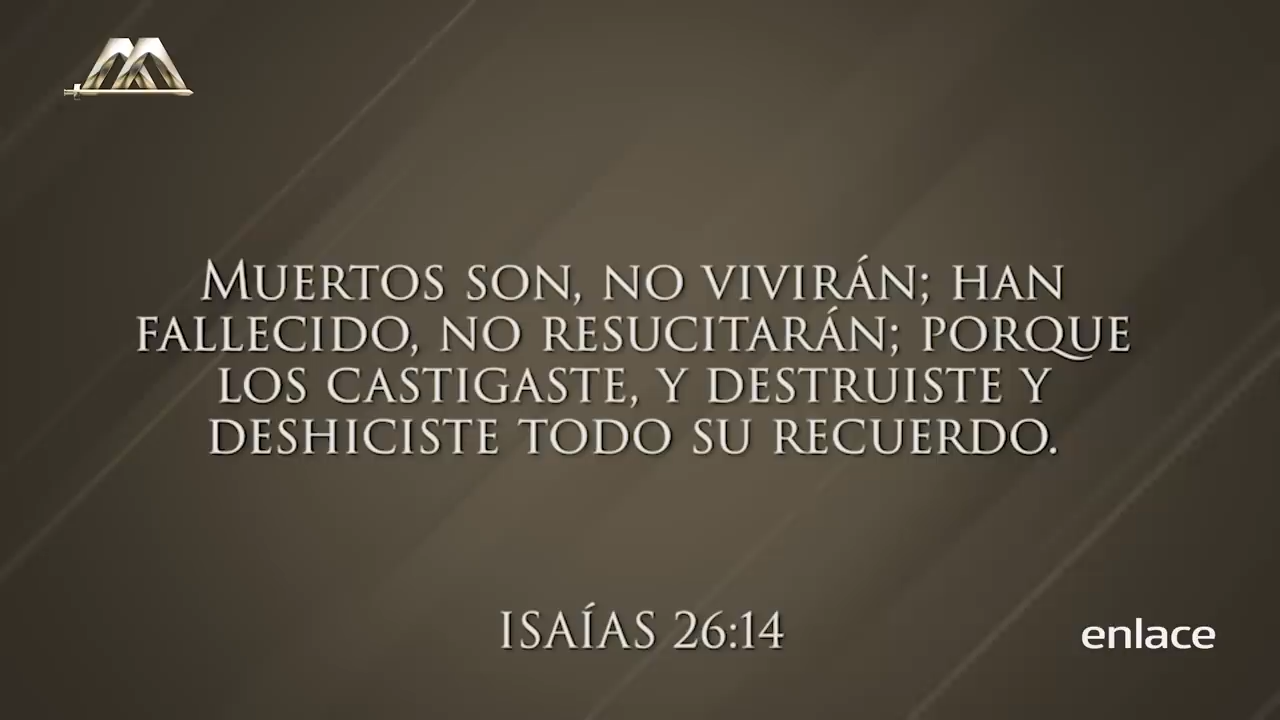 Muertos son, no vivirán; han
fallecido, no resucitarán; porque
los castigaste, y destruiste y
deshiciste todo su recuerdo.
ISAÍAS 26:14
enlace